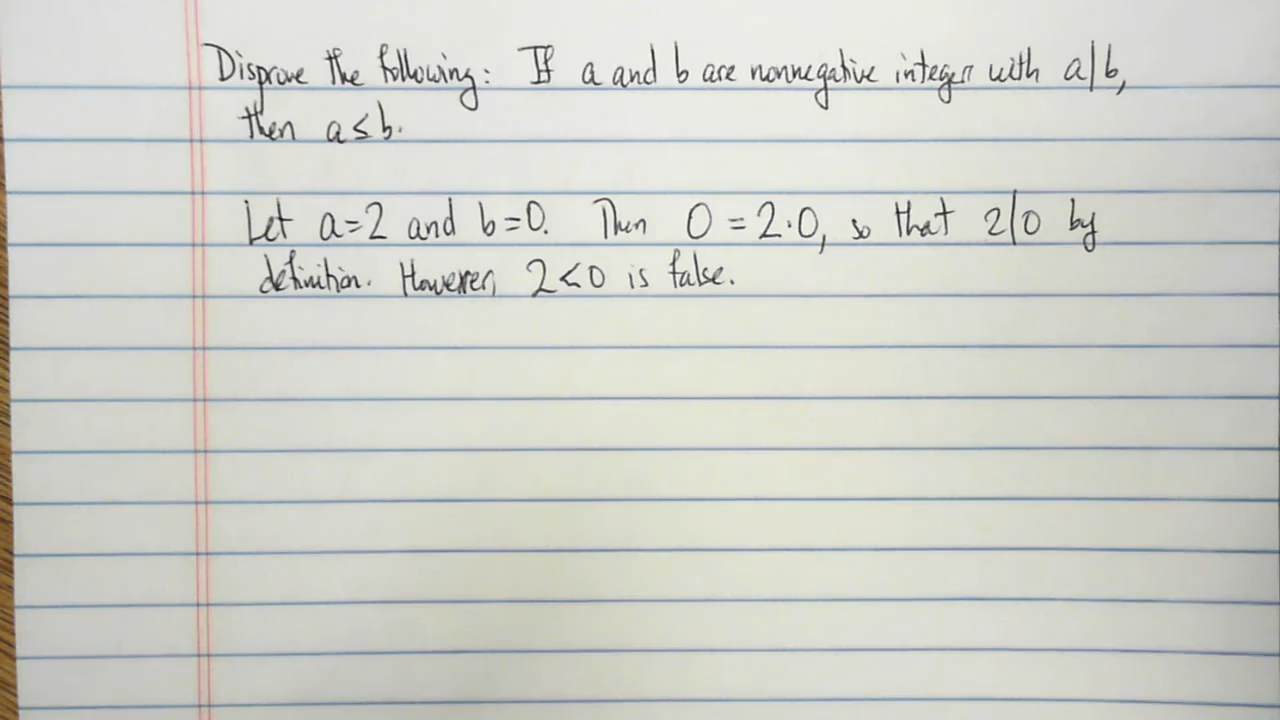 Disprove the following: If a and b are nonnegative integers with a|b,
then a ≤ b.
Let a=2 and b=0. Then 0 = 2·0, so that 2|0 by
definition. However, 2<0 is false.